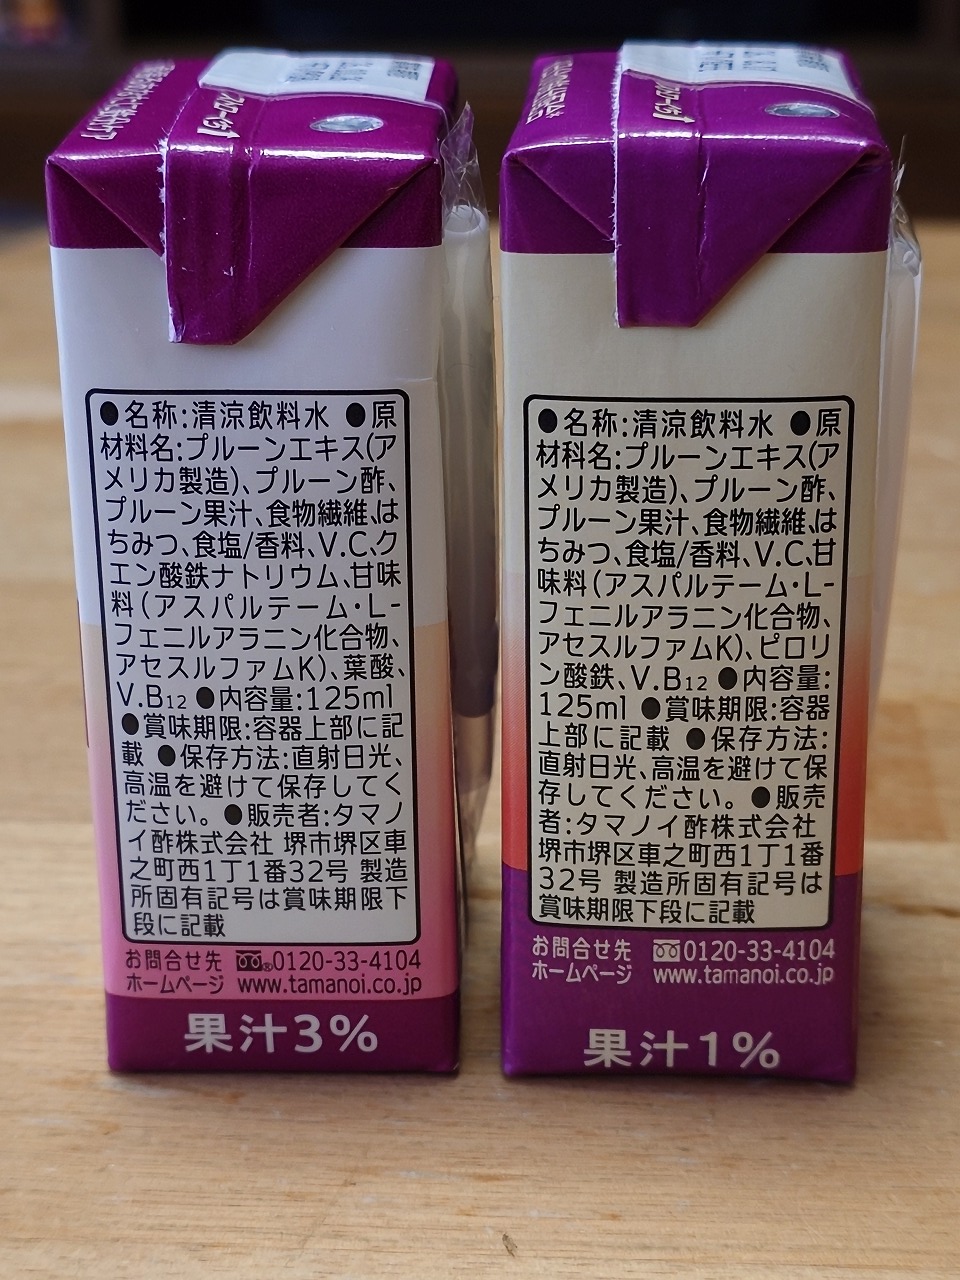 ストローぐち
●名称:清涼飲料水 ●原
材料名:プルーンエキス(ア
メリカ製造)、プルーン酢、
プルーン果汁、食物繊維、は
ちみつ、食塩/香料、V.C、ク
エン酸鉄ナトリウム、甘味
料(アスパルテーム・L-
フェニルアラニン化合物、
アセスルファムK)、葉酸、
V.B12 ●内容量:125ml
●賞味期限:容器上部に記
載 ●保存方法:直射日光、
高温を避けて保存してく
ださい。●販売者:タマノ
イ酢株式会社 堺市堺区車
之町西1丁1番32号 製造
所固有記号は賞味期限下
段に記載
お問合せ先 0120-33-4104
ホームページ www.tamanoi.co.jp
果汁3%
●名称:清涼飲料水 ●原
材料名:プルーンエキス(ア
メリカ製造)、プルーン酢、
プルーン果汁、食物繊維、は
ちみつ、食塩/香料、V.C、甘
味料(アスパルテーム・L-
フェニルアラニン化合物、
アセスルファムK)、ピロリ
ン酸鉄、V.B12 ●内容量:
125ml ●賞味期限:容器
上部に記載 ●保存方法:
直射日光、高温を避けて保
存してください。●販売
者:タマノイ酢株式会社
堺市堺区車之町西1丁1番
32号 製造所固有記号は
賞味期限下段に記載
お問合せ先 0120-33-4104
ホームページ www.tamanoi.co.jp
果汁1%